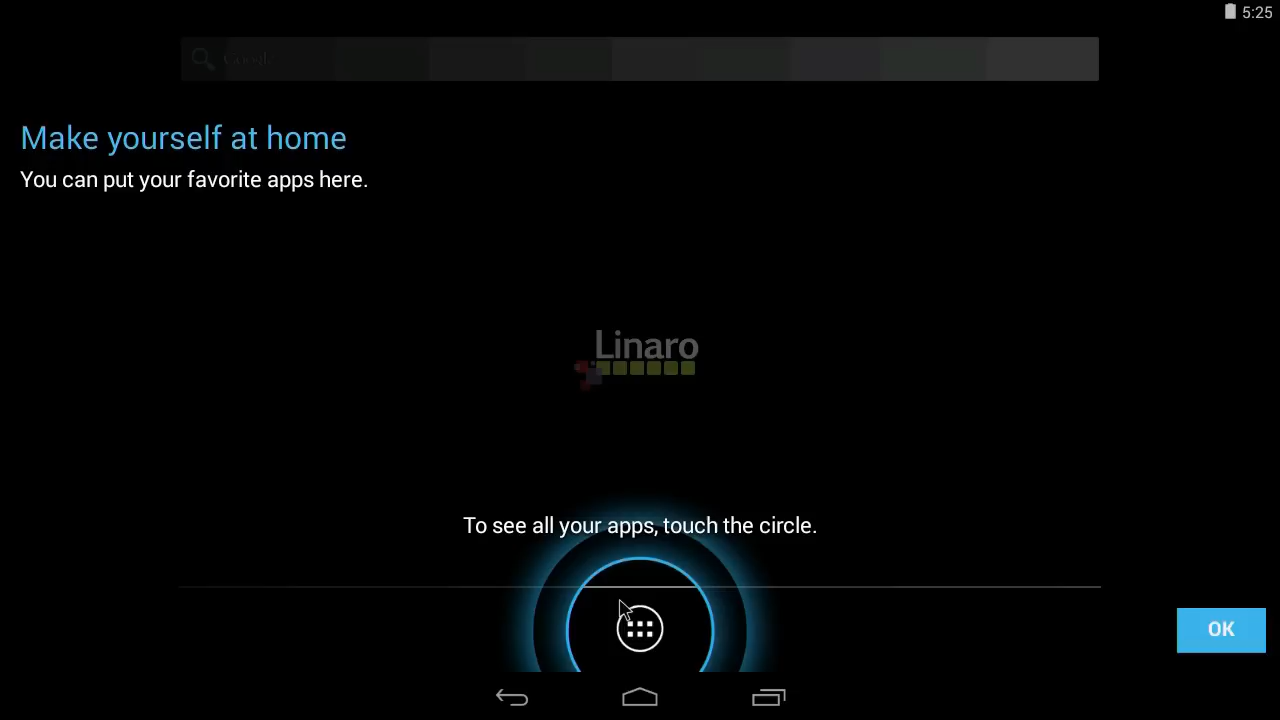 5:25
Google
Make yourself at home
You can put your favorite apps here.
Linaro
To see all your apps, touch the circle.
OK